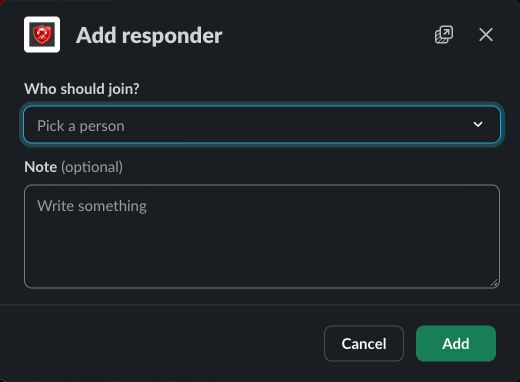 Add responder
Who should join?
Pick a person
Note (optional)
Write something
Cancel
Add